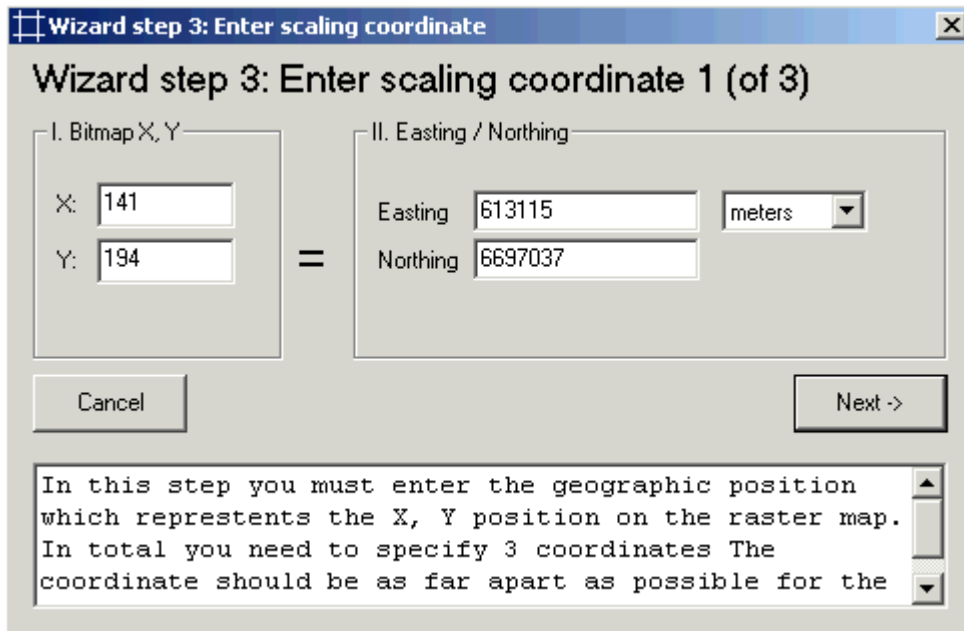 Wizard step 3: Enter scaling coordinate
Wizard step 3: Enter scaling coordinate 1 (of 3)
I. Bitmap X, Y
X: 141
Y: 194
=
II. Easting / Northing
Easting 613115 meters
Northing 6697037
Cancel
Next ->
In this step you must enter the geographic position
which represtents the X, Y position on the raster map.
In total you need to specify 3 coordinates The
coordinate should be as far apart as possible for the